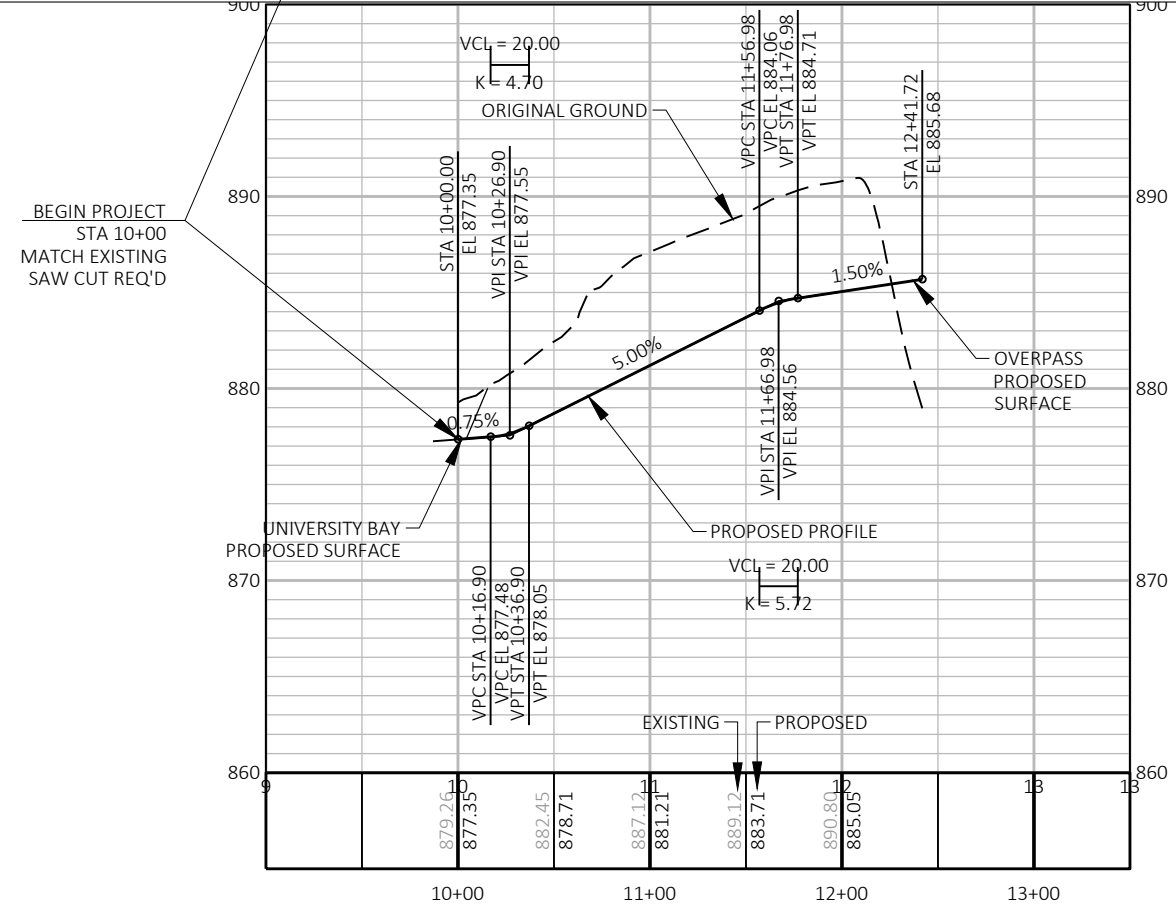 900
900
VCL = 20.00
K = 4.70
ORIGINAL GROUND
VPC STA 11+56.98
VPC EL 884.06
VPT STA 11+76.98
VPT EL 884.71
STA 12+41.72
EL 885.68
890
890
STA 10+00.00
EL 877.35
VPI STA 10+26.90
VPI EL 877.55
BEGIN PROJECT
STA 10+00
MATCH EXISTING
SAW CUT REQ'D
1.50%
5.00%
0.75%
OVERPASS
PROPOSED
SURFACE
880
880
VPI STA 11+66.98
VPI EL 884.56
UNIVERSITY BAY
PROPOSED SURFACE
PROPOSED PROFILE
VCL = 20.00
K = 5.72
870
870
VPC STA 10+16.90
VPC EL 877.48
VPT STA 10+36.90
VPT EL 878.05
EXISTING
PROPOSED
860
860
9
10
11
12
13
13
879.26
877.35
882.45
878.71
887.12
881.21
889.12
883.71
890.80
885.05
10+00
11+00
12+00
13+00